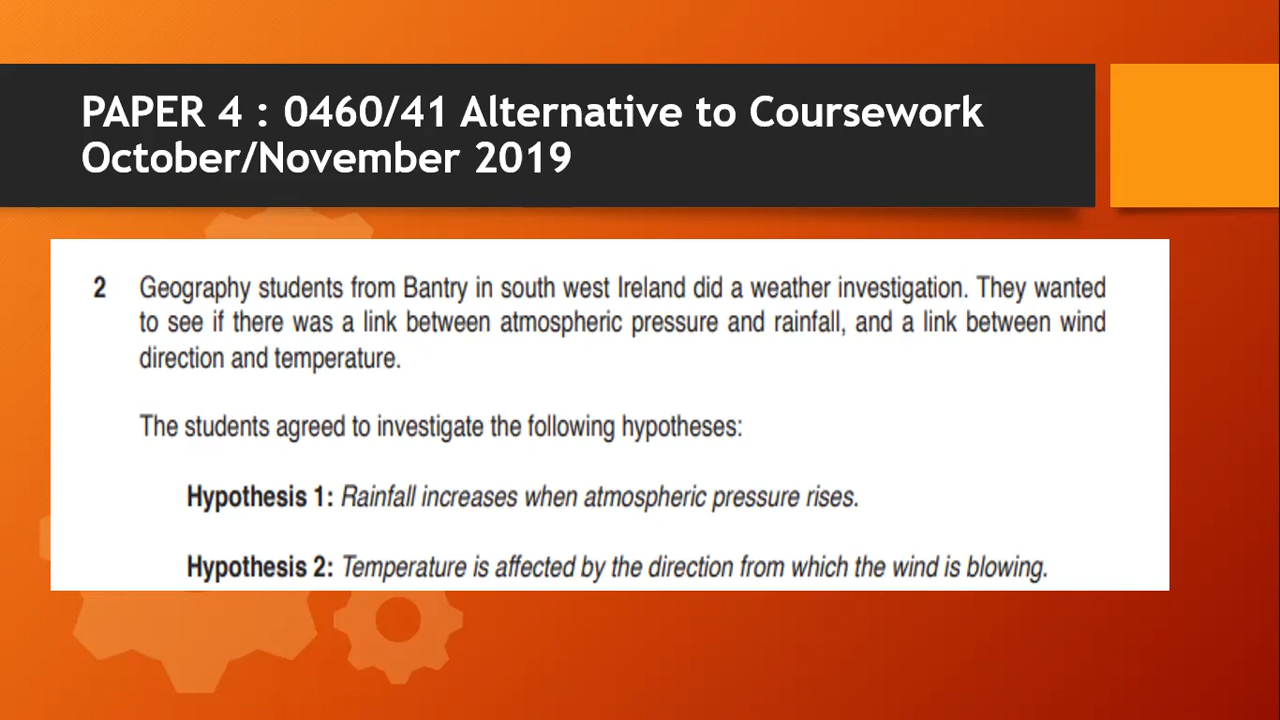 PAPER 4 : 0460/41 Alternative to Coursework
October/November 2019
2 Geography students from Bantry in south west Ireland did a weather investigation. They wanted
to see if there was a link between atmospheric pressure and rainfall, and a link between wind
direction and temperature.
The students agreed to investigate the following hypotheses:
Hypothesis 1: Rainfall increases when atmospheric pressure rises.
Hypothesis 2: Temperature is affected by the direction from which the wind is blowing.